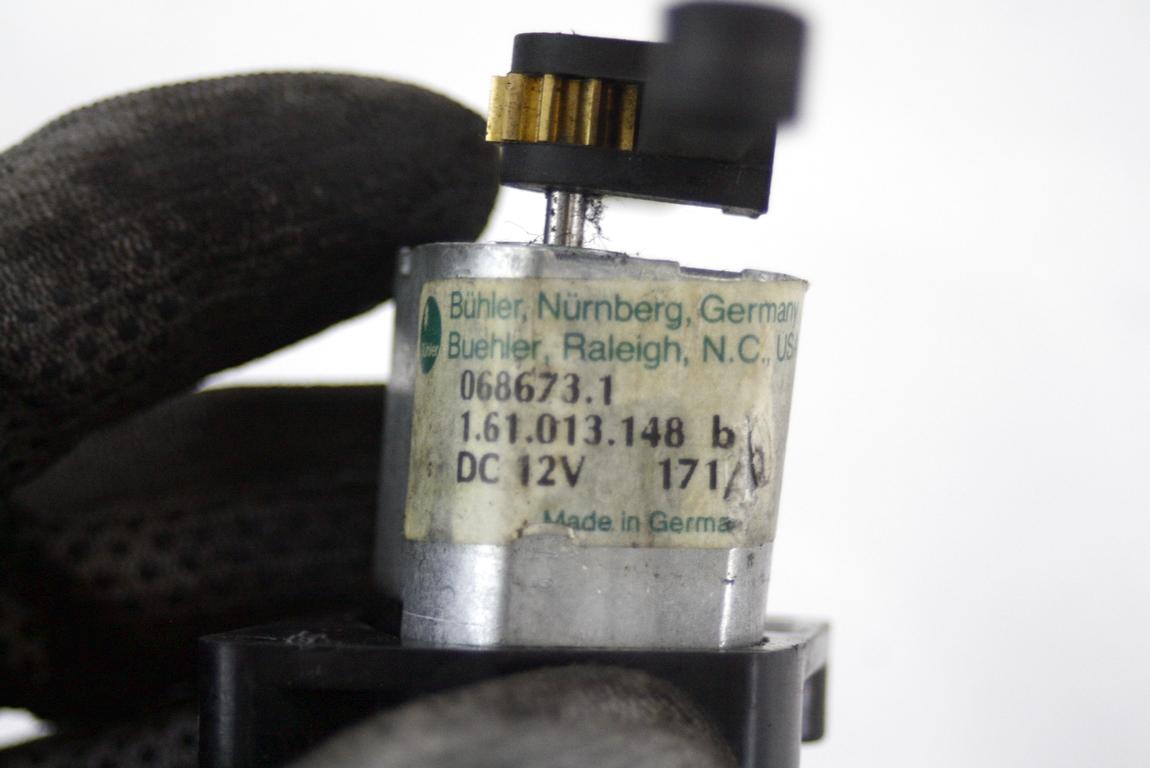 Bühler, Nürnberg, Germany
Buehler, Raleigh, N.C., US
068673.1
1.61.013.148 b
DC 12V 171/
Made in Germa